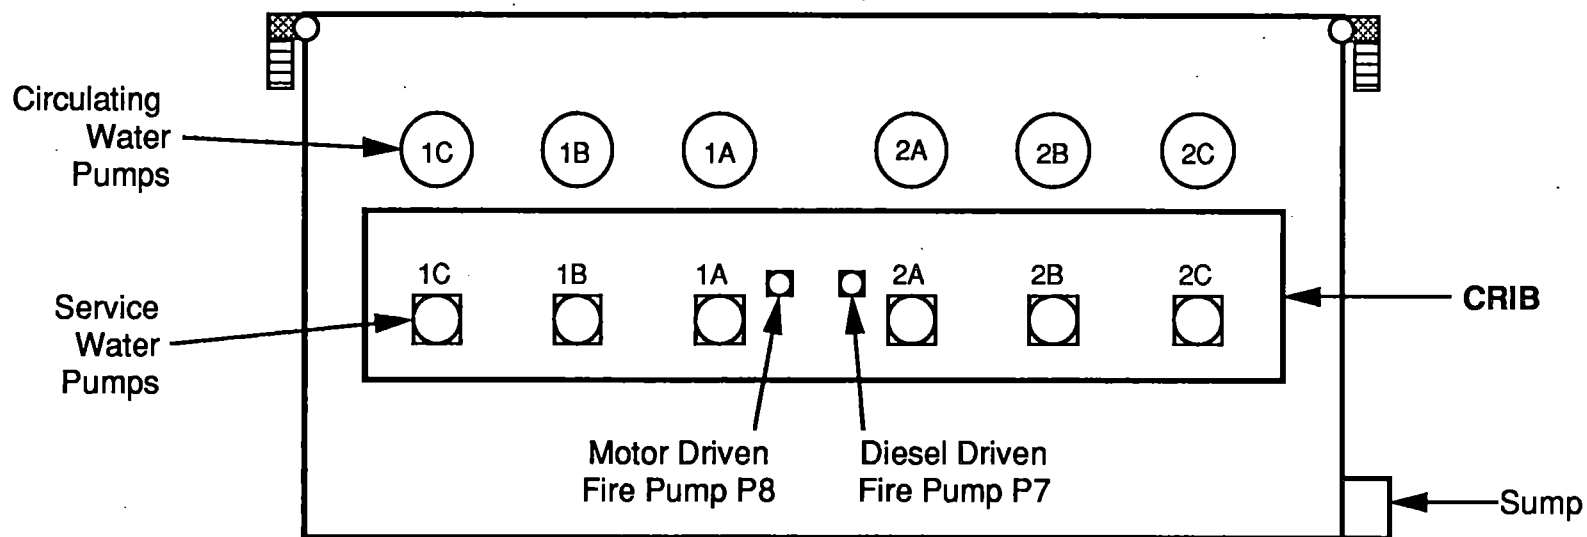 Circulating
Water
Pumps
1C 1B 1A 2A 2B 2C
1C 1B 1A 2A 2B 2C
Service
Water
Pumps
CRIB
Motor Driven
Fire Pump P8
Diesel Driven
Fire Pump P7
Sump